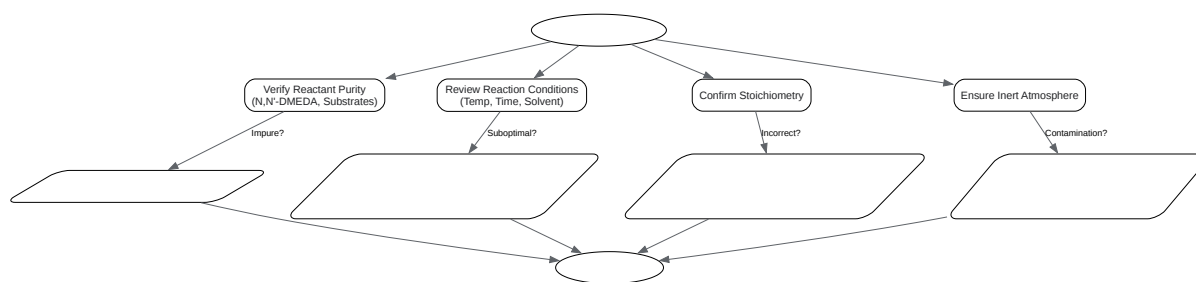 Verify Reactant Purity
(N,N'-DMEDA, Substrates)
Review Reaction Conditions
(Temp, Time, Solvent)
Confirm Stoichiometry
Ensure Inert Atmosphere
Impure?
Suboptimal?
Incorrect?
Contamination?